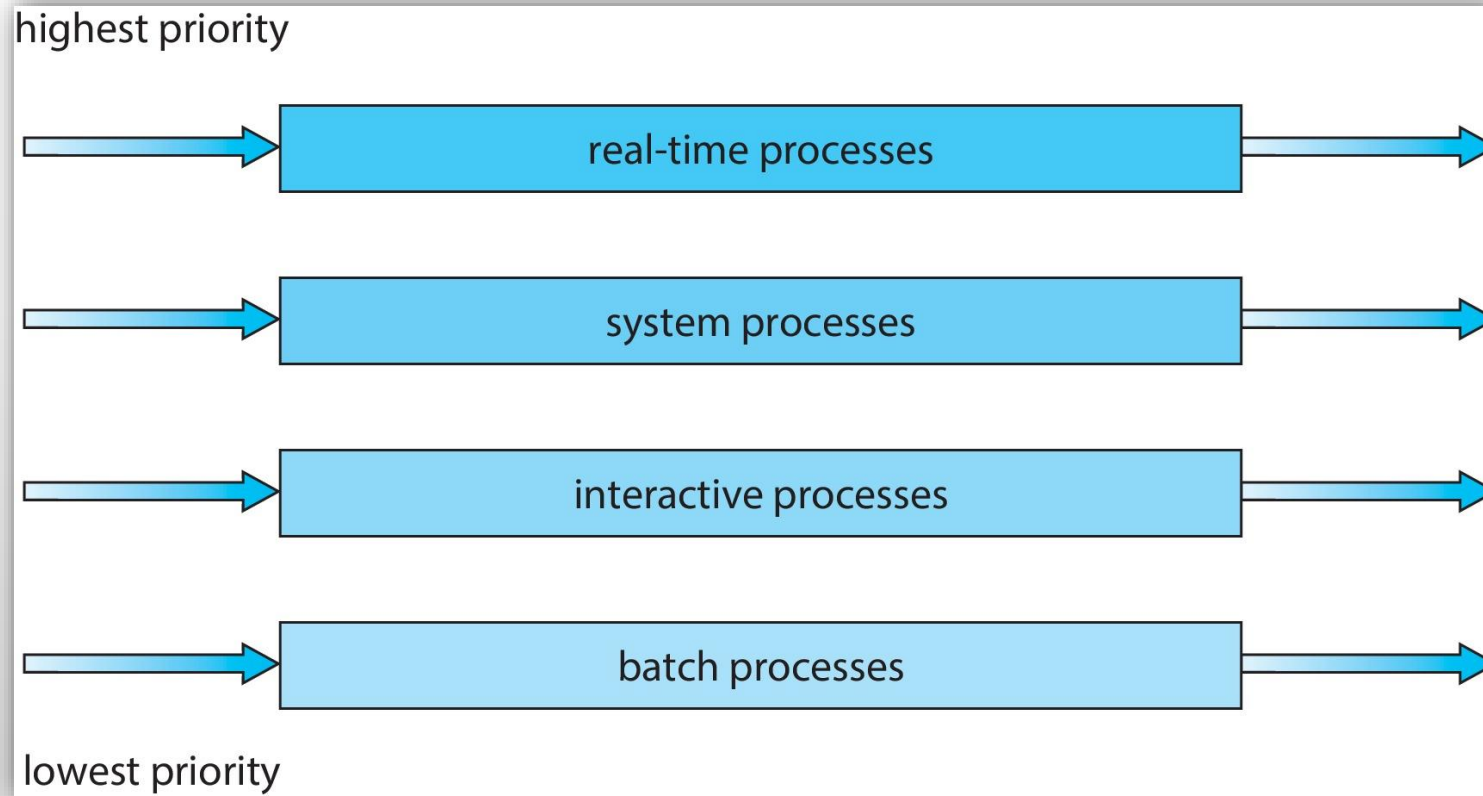 highest priority
real-time processes
system processes
interactive processes
batch processes
lowest priority